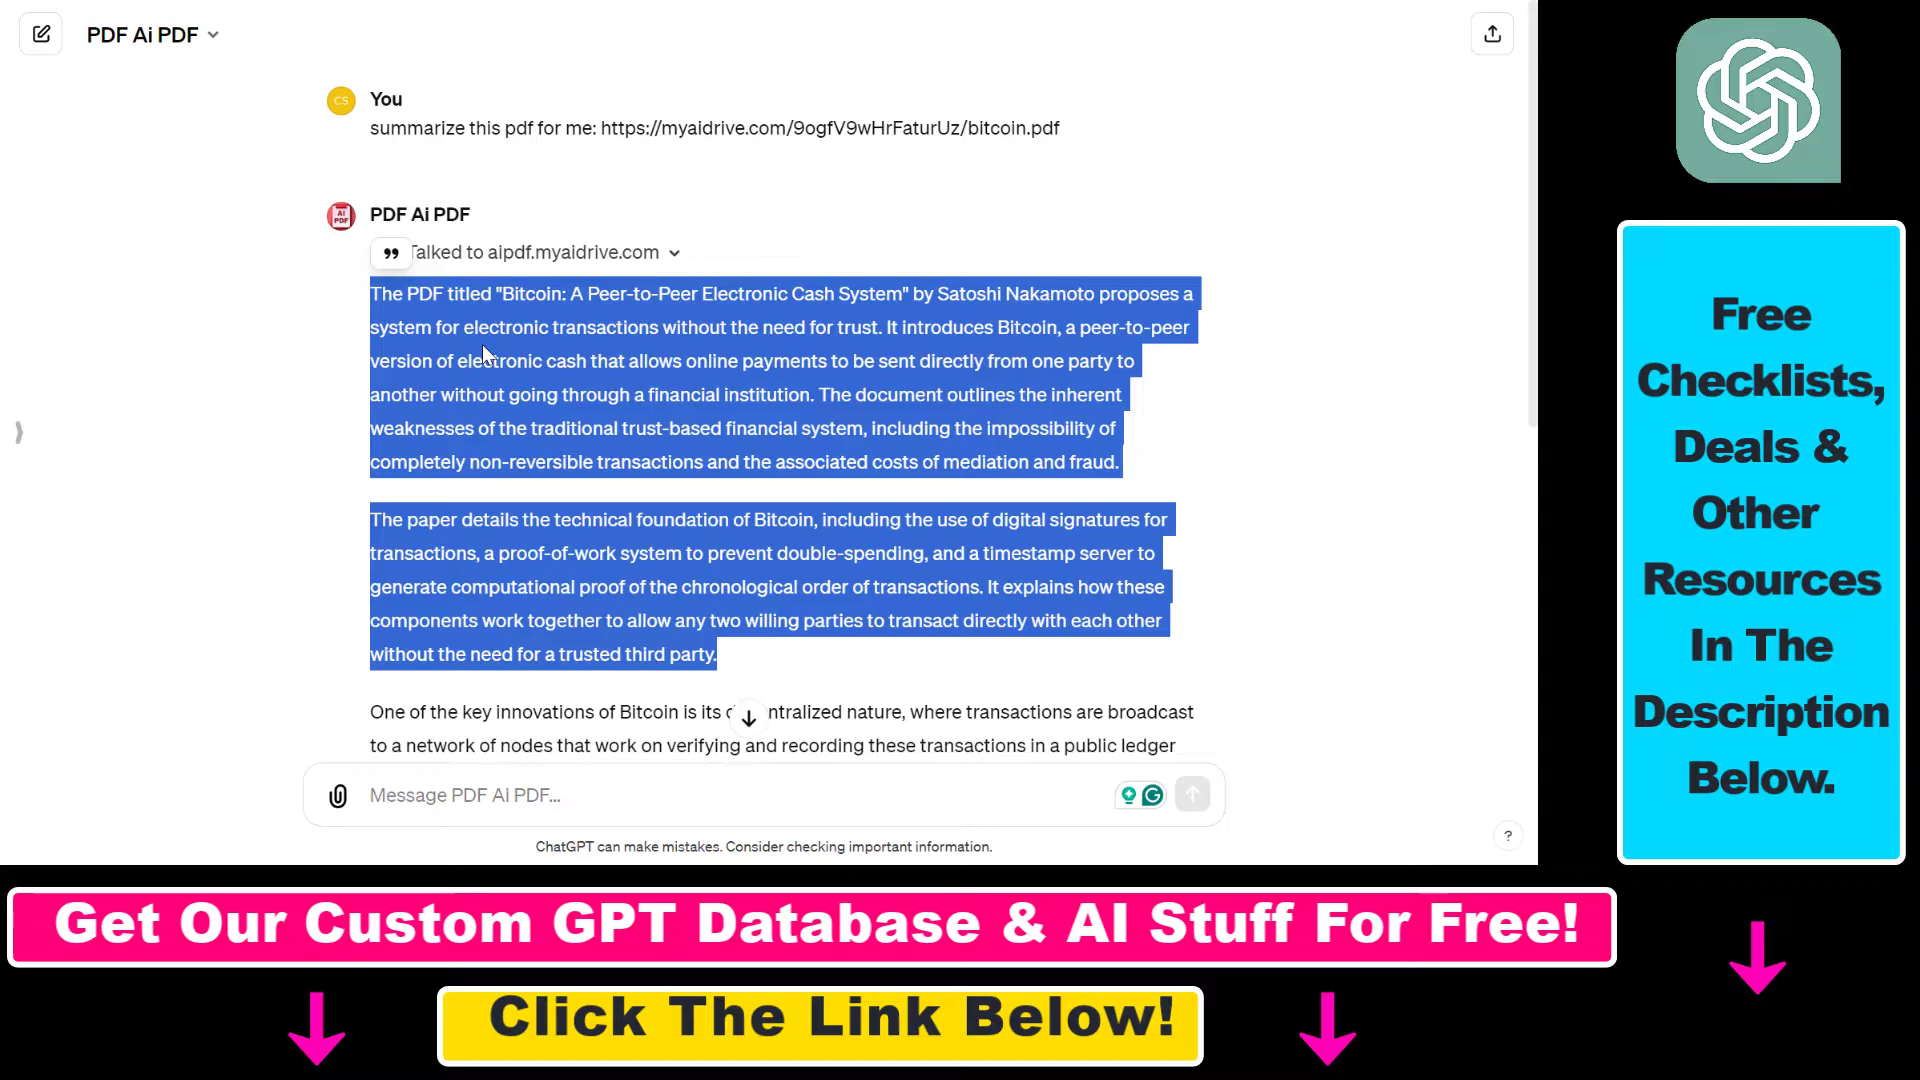 PDF Ai PDF
CS
You
summarize this pdf for me: https://myaidrive.com/9ogfV9wHrFaturUz/bitcoin.pdf
AI
PDF
PDF Ai PDF
Talked to aipdf.myaidrive.com
The PDF titled "Bitcoin: A Peer-to-Peer Electronic Cash System" by Satoshi Nakamoto proposes a
system for electronic transactions without the need for trust. It introduces Bitcoin, a peer-to-peer
version of electronic cash that allows online payments to be sent directly from one party to
another without going through a financial institution. The document outlines the inherent
weaknesses of the traditional trust-based financial system, including the impossibility of
completely non-reversible transactions and the associated costs of mediation and fraud.
The paper details the technical foundation of Bitcoin, including the use of digital signatures for
transactions, a proof-of-work system to prevent double-spending, and a timestamp server to
generate computational proof of the chronological order of transactions. It explains how these
components work together to allow any two willing parties to transact directly with each other
without the need for a trusted third party.
One of the key innovations of Bitcoin is its decentralized nature, where transactions are broadcast
to a network of nodes that work on verifying and recording these transactions in a public ledger
Message PDF Ai PDF...
ChatGPT can make mistakes. Consider checking important information.
?
Free
Checklists,
Deals &
Other
Resources
In The
Description
Below.
Get Our Custom GPT Database & AI Stuff For Free!
Click The Link Below!